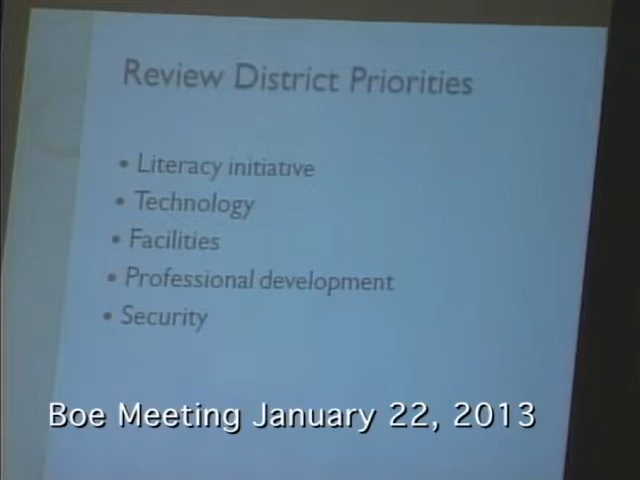 Review District Priorities
• Literacy initiative
• Technology
• Facilities
• Professional development
• Security
Boe Meeting January 22, 2013